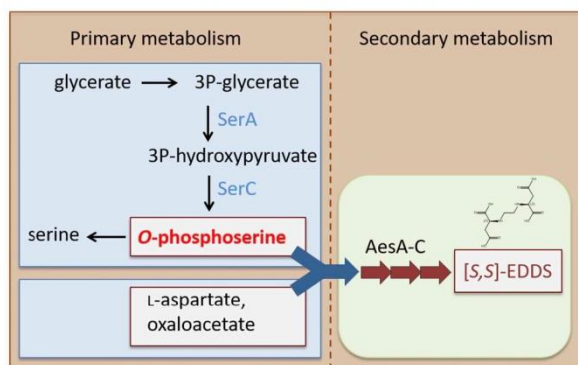 Primary metabolism
Secondary metabolism
glycerate
3P-glycerate
SerA
3P-hydroxypyruvate
SerC
serine
O-phosphoserine
AesA-C
[S,S]-EDDS
L-aspartate,
oxaloacetate